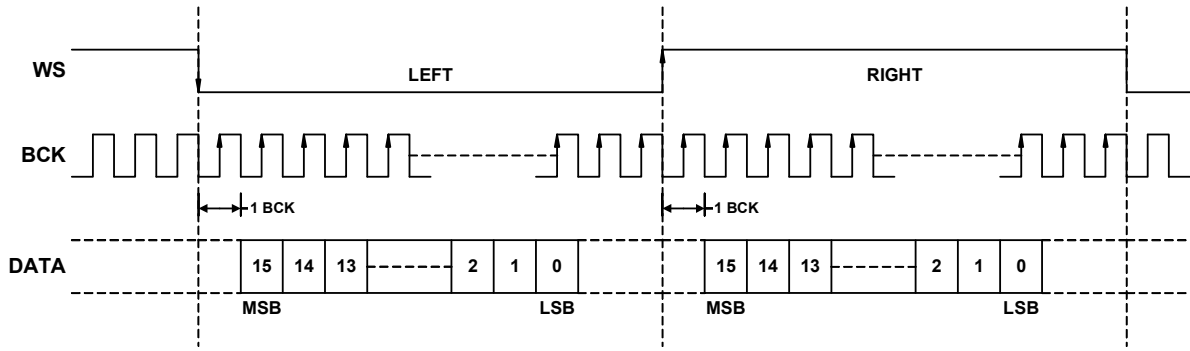 WS LEFT RIGHT
BCK
1 BCK 1 BCK
DATA 15 14 13 2 1 0 15 14 13 2 1 0
MSB LSB MSB LSB